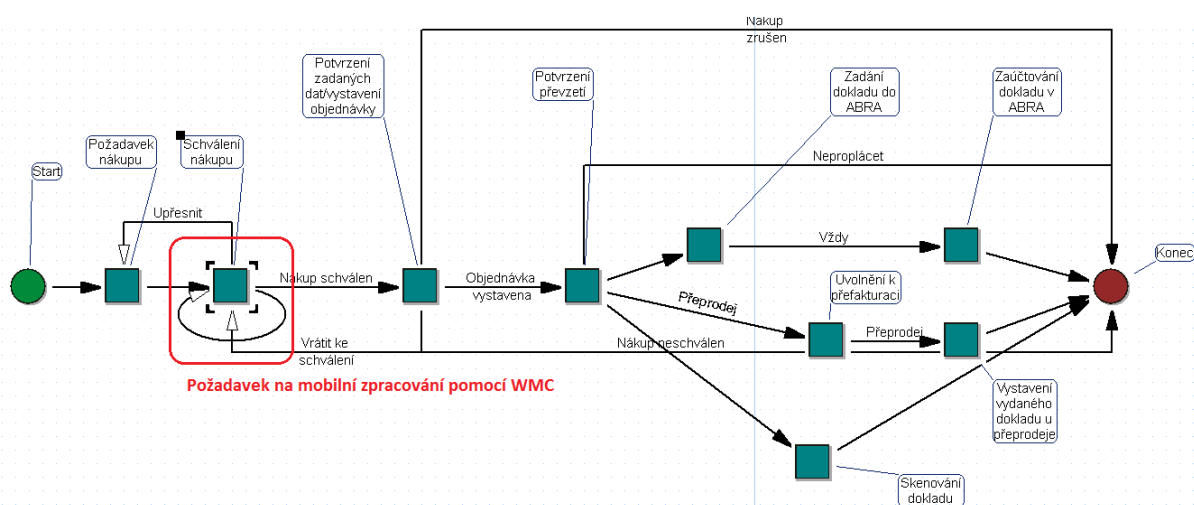 Nákup
zrušen
Potvrzení
zadaných
dat/vystavení
objednávky
Potvrzení
převzetí
Zadání
dokladu do
ABRA
Zaúčtování
dokladu v
ABRA
Požadavek
nákupu
Schválení
nákupu
Start
Neproplácet
Upřesnit
Vždy
Konec
Nákup schválen
Objednávka
vystavena
Uvolnění k
přefakturaci
Přeprodej
Přeprodej
Vrátit ke
schválení
Nákup neschválen
Požadavek na mobilní zpracování pomocí WMC
Vystavení
vydaného
dokladu u
přeprodeje
Skenování
dokladu